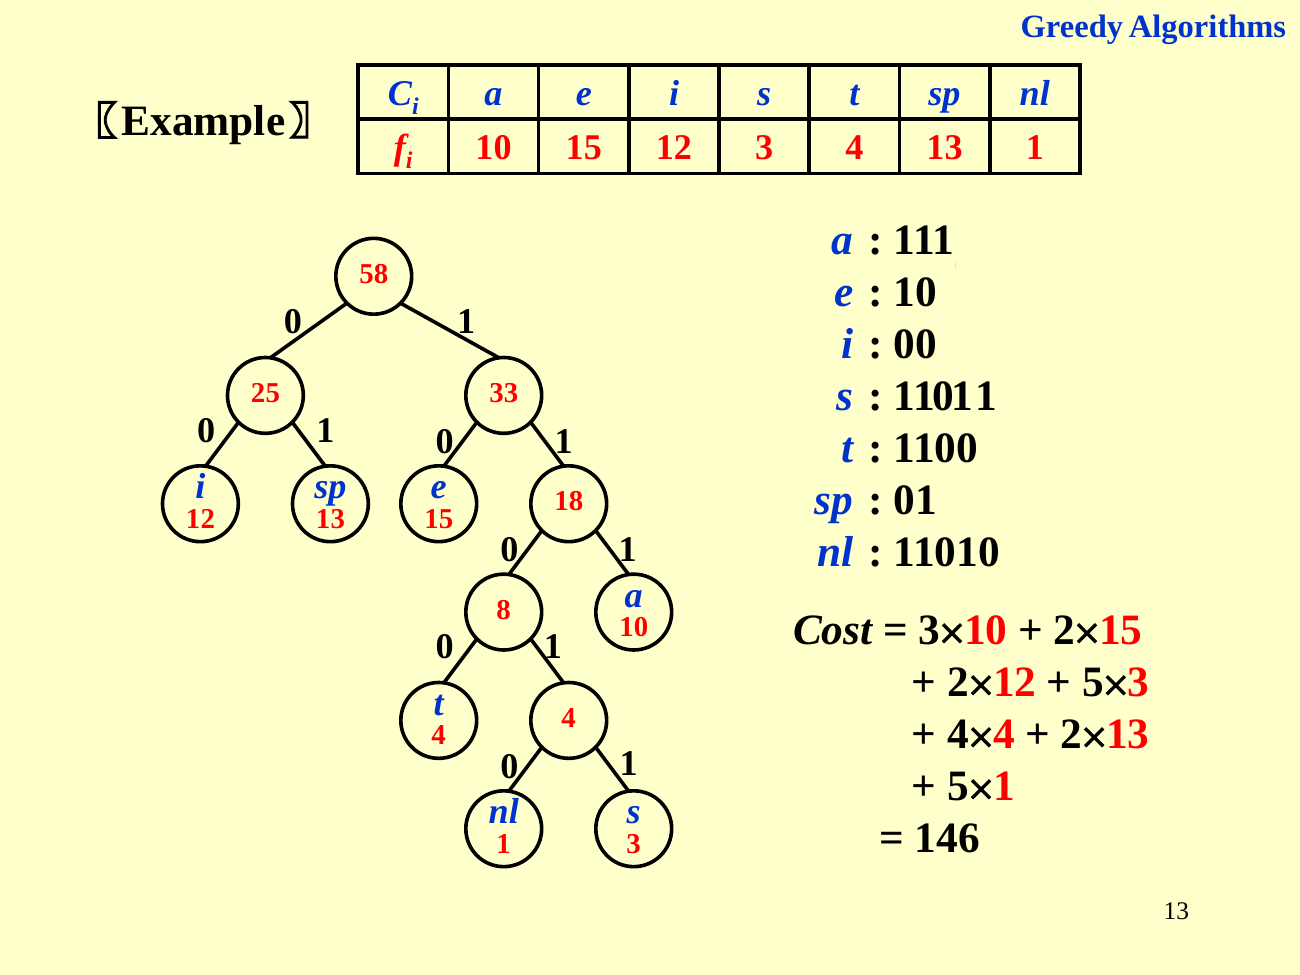 Greedy Algorithms
〖Example〗
Ci a e i s t sp nl
fi 10 15 12 3 4 13 1
58
0 1
25 33
0 1 0 1
i sp e 18
12 13 15
0 1
8 a
10
0 1
t 4
4
0 1
nl s
1 3
a : 111
e : 10
i : 00
s : 11011
t : 1100
sp : 01
nl : 11010
Cost = 3×10 + 2×15
+ 2×12 + 5×3
+ 4×4 + 2×13
+ 5×1
= 146
13